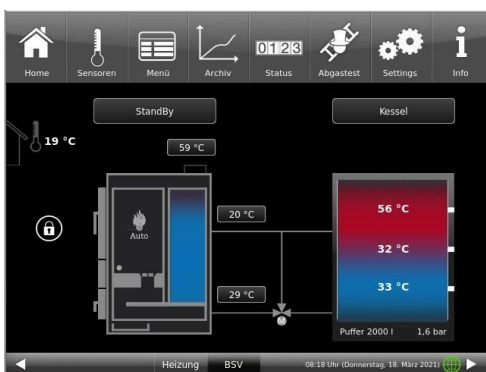 0123
Home Sensoren Menü Archiv Status Abgastest Settings Info
StandBy Kessel
19 °C
59 °C
20 °C
56 °C
Auto
32 °C
29 °C
33 °C
M
Puffer 2000 l 1,6 bar
Heizung BSV 08:18 Uhr (Donnerstag, 18. März 2021)